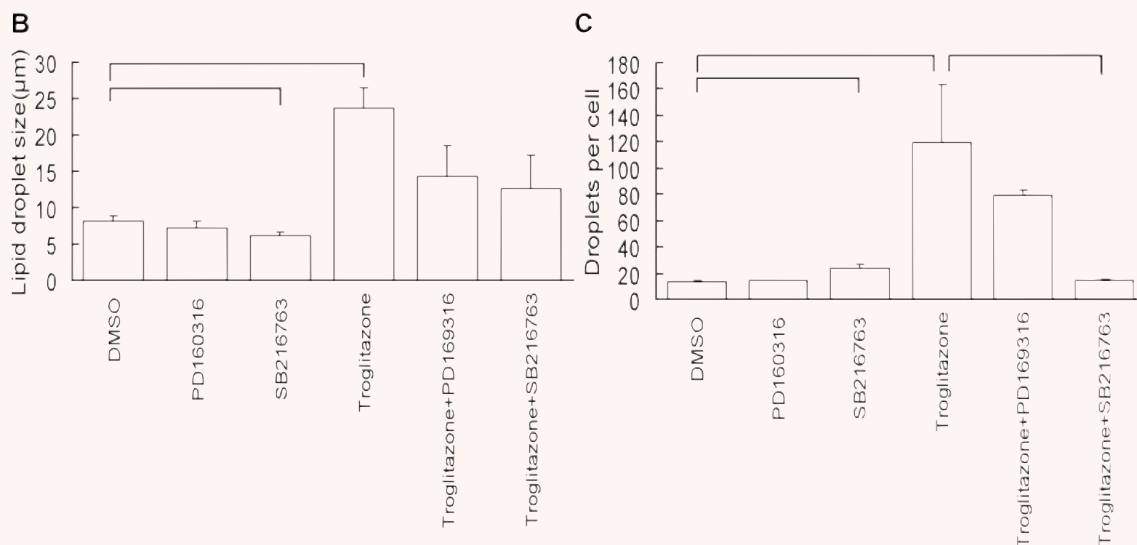 B
Lipid droplet size(µm)
30
25
20
15
10
5
0
DMSO
PD160316
SB216763
Troglitazone
Troglitazone+PD169316
Troglitazone+SB216763
C
Droplets per cell
180
160
140
120
100
80
60
40
20
0
DMSO
PD160316
SB216763
Troglitazone
Troglitazone+PD169316
Troglitazone+SB216763